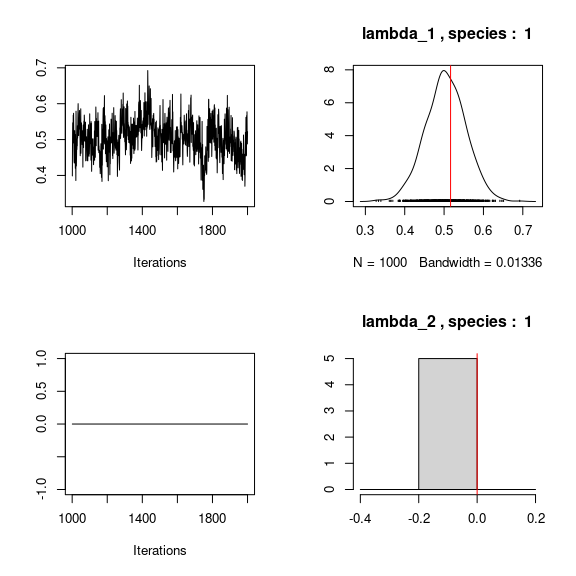 lambda_1 , species : 1
0.7
0.6
0.5
0.4
1000 1400 1800
Iterations
8
6
4
2
0
0.3 0.4 0.5 0.6 0.7
N = 1000 Bandwidth = 0.01336
lambda_2 , species : 1
1.0
0.5
0.0
-1.0
1000 1400 1800
Iterations
5
4
3
2
1
0
-0.4 -0.2 0.0 0.2